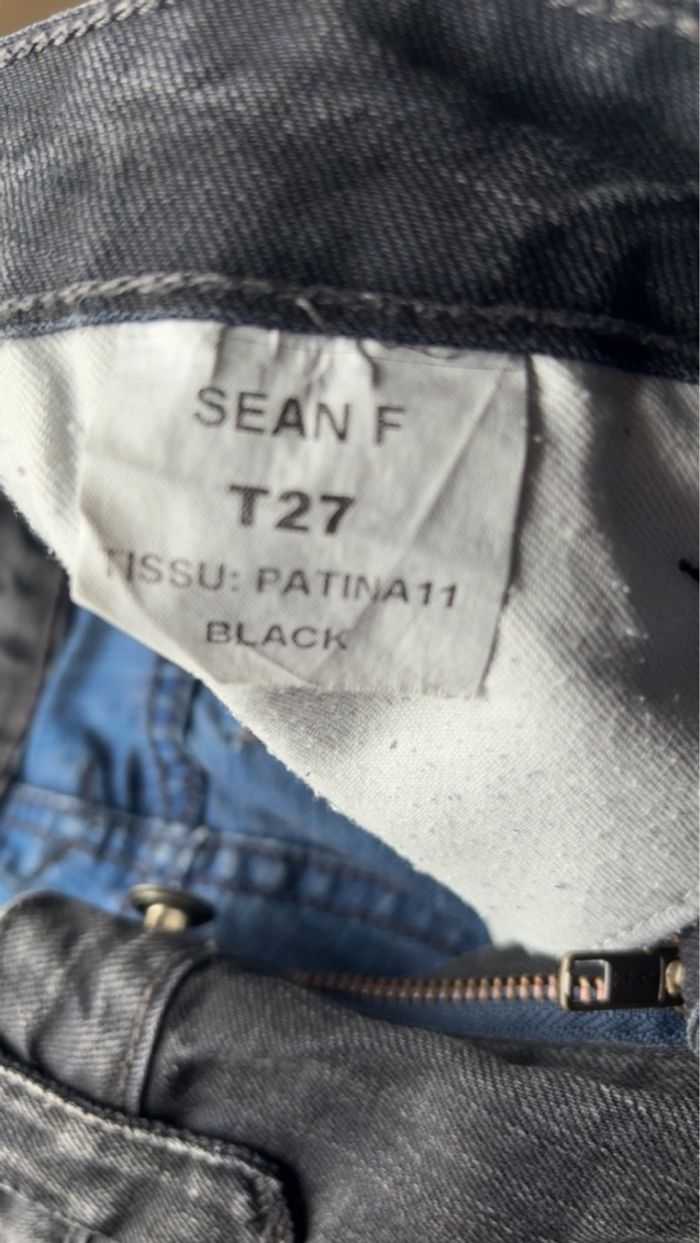 SEAN F
T27
TISSU: PATINA11
BLACK